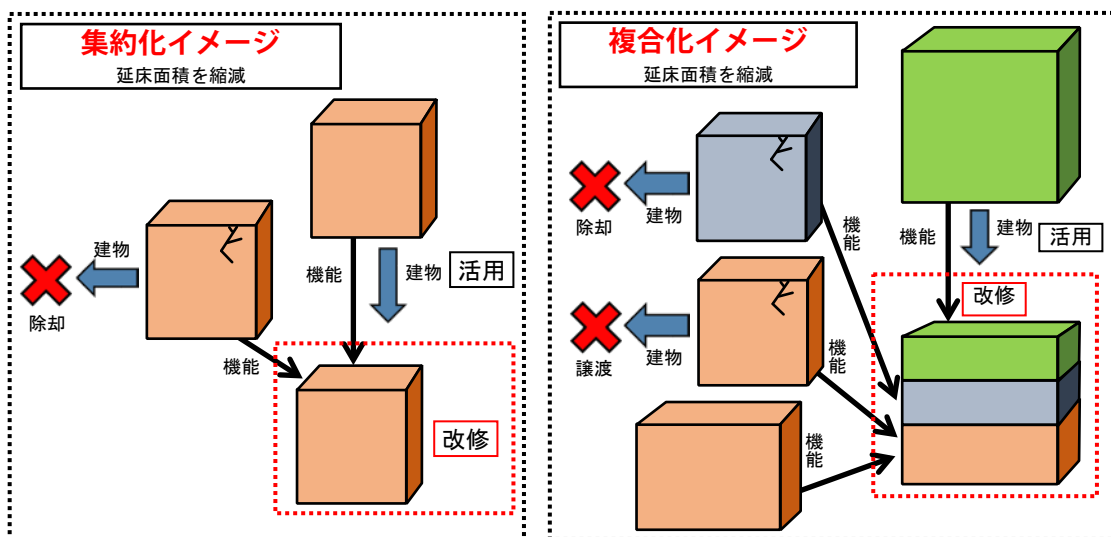 集約化イメージ
延床面積を縮減
建物
除却
機能
機能
建物
活用
改修
複合化イメージ
延床面積を縮減
建物
除却
機能
機能
建物
活用
改修
建物
譲渡
機能
機能